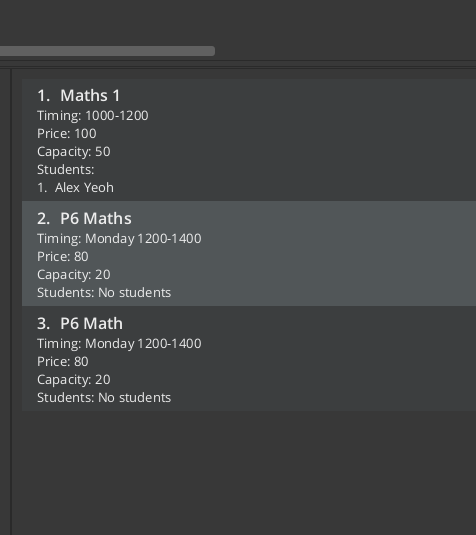 1. Maths 1
Timing: 1000-1200
Price: 100
Capacity: 50
Students:
1. Alex Yeoh
2. P6 Maths
Timing: Monday 1200-1400
Price: 80
Capacity: 20
Students: No students
3. P6 Math
Timing: Monday 1200-1400
Price: 80
Capacity: 20
Students: No students